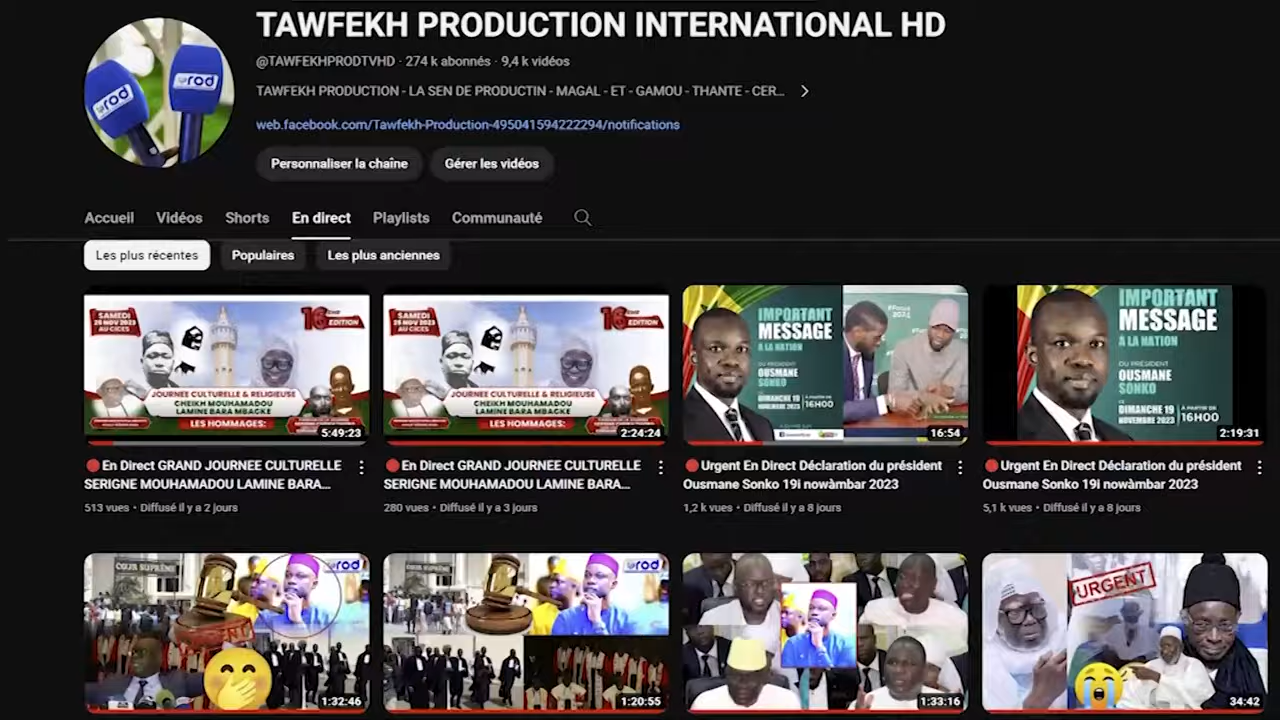 TAWFEKH PRODUCTION INTERNATIONAL HD
@TAWFEKHPRODTVHD · 274 k abonnés · 9,4 k vidéos
TAWFEKH PRODUCTION - LA SEN DE PRODUCTIN - MAGAL - ET - GAMOU - THANTE - CER...
web.facebook.com/Tawfekh-Production-495041594222294/notifications
Personnaliser la chaîne Gérer les vidéos
Accueil Vidéos Shorts En direct Playlists Communauté
Les plus récentes Populaires Les plus anciennes
SAMEDI
25 NOV 2023
AU CICES
16 EDITION
JOURNEE CULTURELLE & RELIGIEUSE
CHEIKH MOUHAMADOU
LAMINE BARA MBACKE
LES HOMMAGES:
5:49:23
SAMEDI
25 NOV 2023
AU CICES
16 EDITION
JOURNEE CULTURELLE & RELIGIEUSE
CHEIKH MOUHAMADOU
LAMINE BARA MBACKE
LES HOMMAGES:
2:24:24
IMPORTANT
MESSAGE
À LA NATION
DU PRÉSIDENT
OUSMANE
SONKO
DIMANCHE 19
NOVEMBRE 2023
À PARTIR DE
16H00
16:54
IMPORTANT
MESSAGE
À LA NATION
DU PRÉSIDENT
OUSMANE
SONKO
DIMANCHE 19
NOVEMBRE 2023
À PARTIR DE
16H00
2:19:31
🔴En Direct GRAND JOURNEE CULTURELLE
SERIGNE MOUHAMADOU LAMINE BARA...
513 vues • Diffusé il y a 2 jours
🔴En Direct GRAND JOURNEE CULTURELLE
SERIGNE MOUHAMADOU LAMINE BARA...
280 vues • Diffusé il y a 3 jours
🔴Urgent En Direct Déclaration du président
Ousmane Sonko 19i nowàmbar 2023
1,2 k vues • Diffusé il y a 8 jours
🔴Urgent En Direct Déclaration du président
Ousmane Sonko 19i nowàmbar 2023
5,1 k vues • Diffusé il y a 8 jours
COUR SUPRÊME
prod
1:32:46
prod
1:20:55
1:33:16
URGENT
34:42